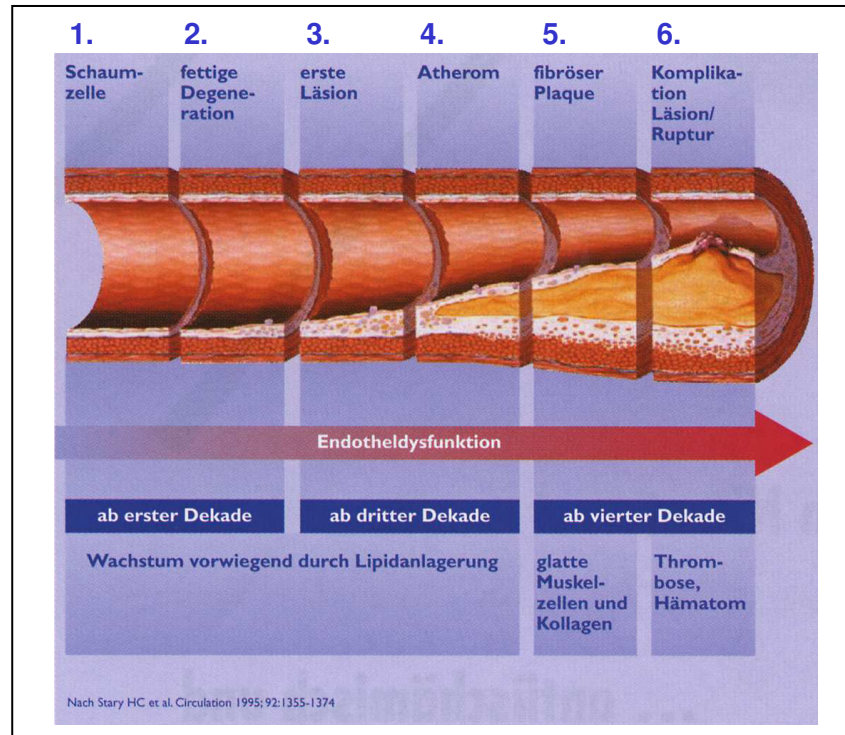 1. 2. 3. 4. 5. 6.
Schaum-
zelle
fettige
Degene-
ration
erste
Läsion
Atherom
fibröser
Plaque
Komplika-
tion
Läsion/
Ruptur
Endotheldysfunktion
ab erster Dekade
ab dritter Dekade
ab vierter Dekade
Wachstum vorwiegend durch Lipidanlagerung
glatte
Muskel-
zellen und
Kollagen
Throm-
bose,
Hämatom
Nach Stary HC et al. Circulation 1995; 92:1355-1374